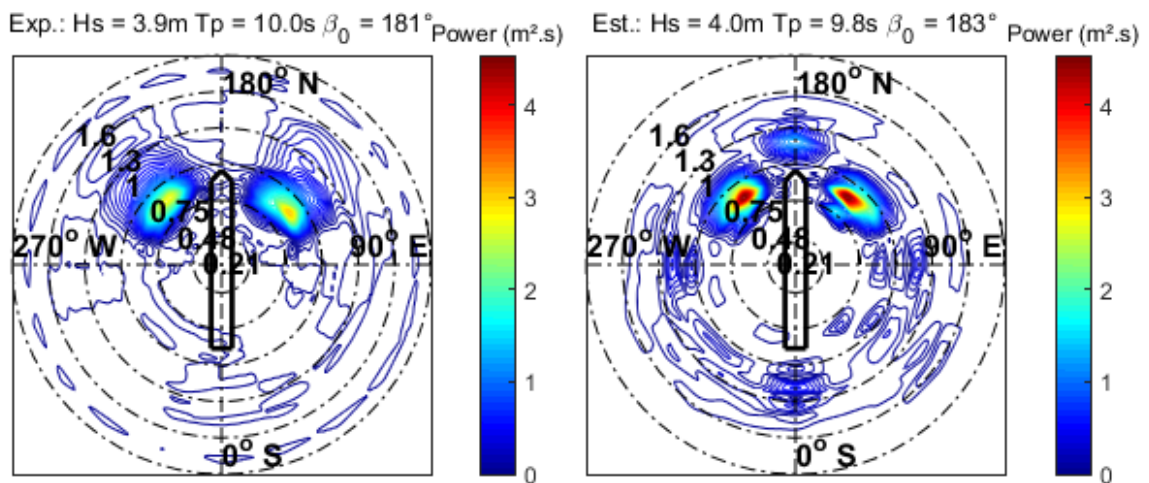 Exp.: Hs = 3.9m Tp = 10.0s β₀ = 181° Power (m².s)
180° N
1.6
1.3
1
0.75
0.48
270° W
90° E
0.21
0° S
4
3
2
1
0
Est.: Hs = 4.0m Tp = 9.8s β₀ = 183° Power (m².s)
180° N
1.6
1.3
1
0.75
0.48
270° W
90° E
0.21
0° S
4
3
2
1
0